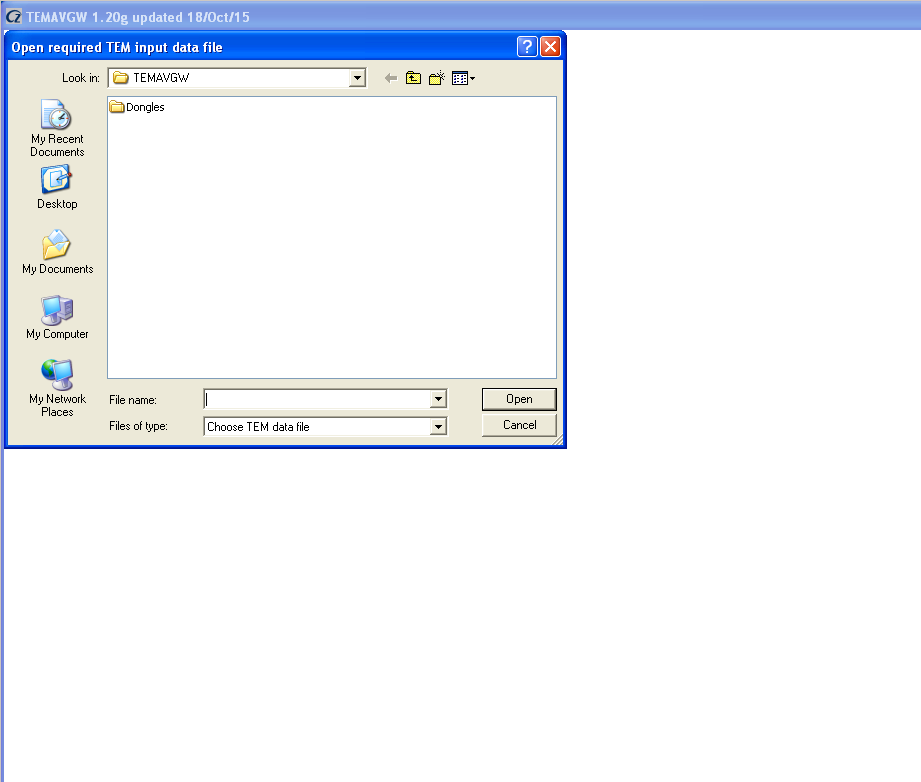 TEMAVGW 1.20g updated 18/Oct/15
Open required TEM input data file
Look in: TEMAVGW
Dongles
My Recent
Documents
Desktop
My Documents
My Computer
My Network
Places
File name:
Open
Files of type: Choose TEM data file
Cancel